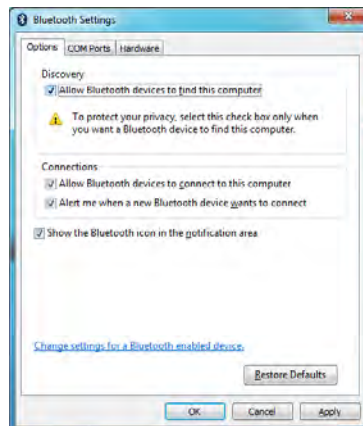 Bluetooth Settings
Options COM Ports Hardware
Discovery
Allow Bluetooth devices to find this computer
To protect your privacy, select this check box only when
you want a Bluetooth device to find this computer.
Connections
Allow Bluetooth devices to connect to this computer
Alert me when a new Bluetooth device wants to connect
Show the Bluetooth icon in the notification area
Change settings for a Bluetooth enabled device.
Restore Defaults
OK Cancel Apply